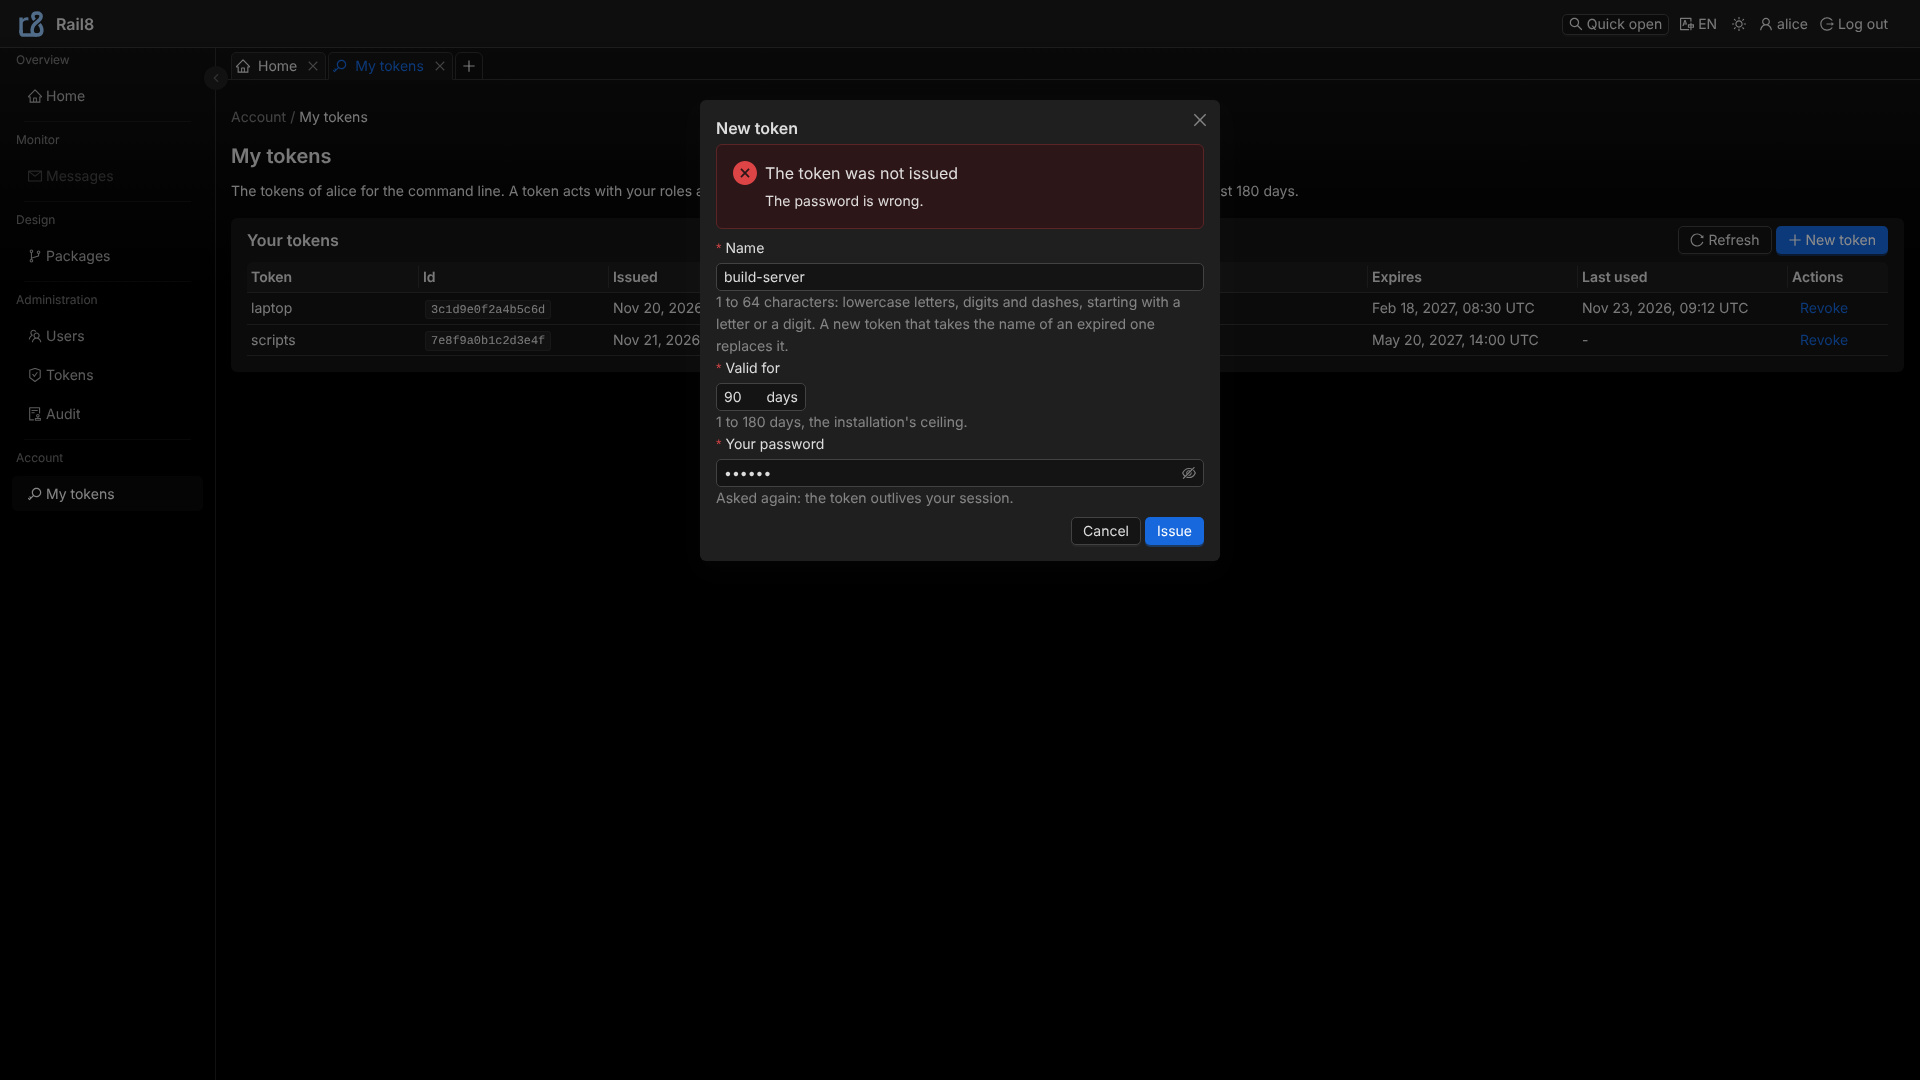 Rail8
Quick open
EN
alice
Log out
Overview
Home
Monitor
Messages
Design
Packages
Administration
Users
Tokens
Audit
Account
My tokens
Home
My tokens
Account / My tokens
My tokens
The tokens of alice for the command line. A token acts with your roles
st 180 days.
Your tokens
Refresh
New token
Token Id Issued Expires Last used Actions
laptop 3c1d9e0f2a4b5c6d Nov 20, 2026 Feb 18, 2027, 08:30 UTC Nov 23, 2026, 09:12 UTC Revoke
scripts 7e8f9a0b1c2d3e4f Nov 21, 2026 May 20, 2027, 14:00 UTC - Revoke
New token
The token was not issued
The password is wrong.
* Name
build-server
1 to 64 characters: lowercase letters, digits and dashes, starting with a
letter or a digit. A new token that takes the name of an expired one
replaces it.
* Valid for
90 days
1 to 180 days, the installation's ceiling.
* Your password
••••••
Asked again: the token outlives your session.
Cancel
Issue